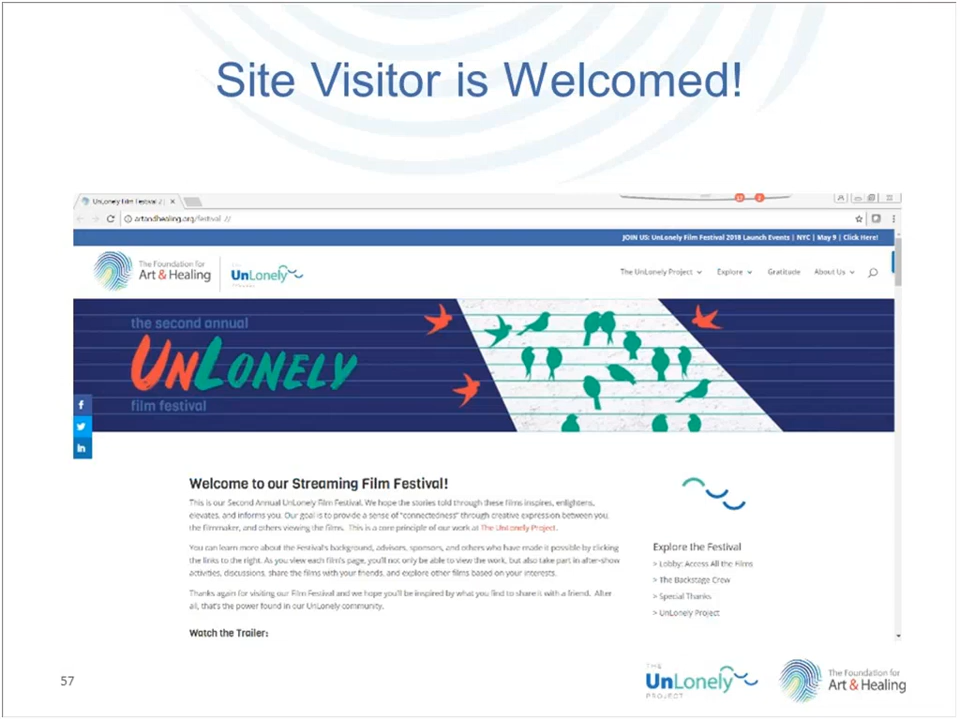 Site Visitor is Welcomed!
UnLonely Film Festival //
artandhealing.org/festival-//
JOIN US: UnLonely Film Festival 2018 Launch Events | NYC | May 9 | Click Here!
The Foundation for
Art & Healing
THE
UnLonely
PROJECT
The UnLonely Project
Explore
Gratitude
About Us
the second annual
UNLONELY
film festival
f
in
Welcome to our Streaming Film Festival!
This is our Second Annual UnLonely Film Festival. We hope the stories told through these films inspires, enlightens,
elevates, and informs you. Our goal is to provide a sense of "connectedness" through creative expression between you,
the filmmaker, and others viewing the films. This is a core principle of our work at The UnLonely Project.
You can learn more about the Festival's background, advisors, sponsors, and others who have made it possible by clicking
the links to the right. As you view each film's page, you'll not only be able to view the work, but also take part in after-show
activities, discussions, share the films with your friends, and explore other films based on your interests.
Thanks again for visiting our Film Festival and we hope you'll be inspired by what you find to share it with a friend. After
all, that's the power found in our UnLonely community.
Watch the Trailer:
Explore the Festival
> Lobby: Access All the Films
> The Backstage Crew
> Special Thanks
> UnLonely Project
57
THE
UnLonely
PROJECT
The Foundation for
Art & Healing